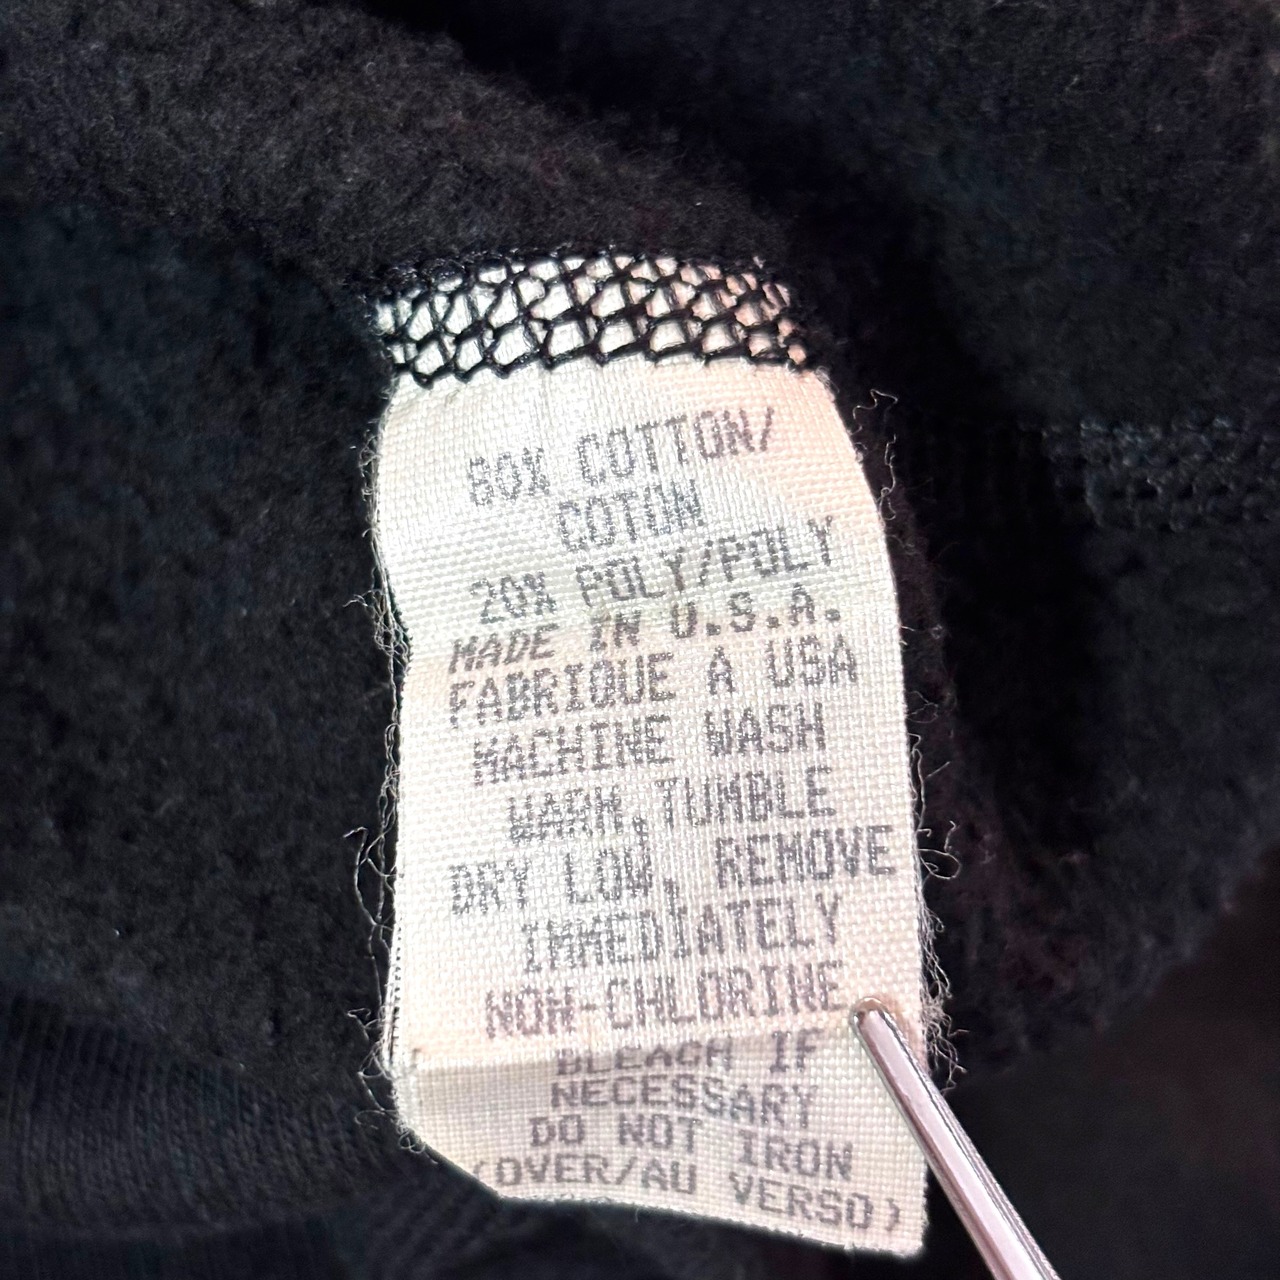 80% COTTON/
COTON
20% POLY/POLY
MADE IN U.S.A.
FABRIQUE A USA
MACHINE WASH
WARM, TUMBLE
DRY LOW, REMOVE
IMMEDIATELY
NON-CHLORINE
BLEACH IF
NECESSARY
DO NOT IRON
(OVER/AU VERSO)